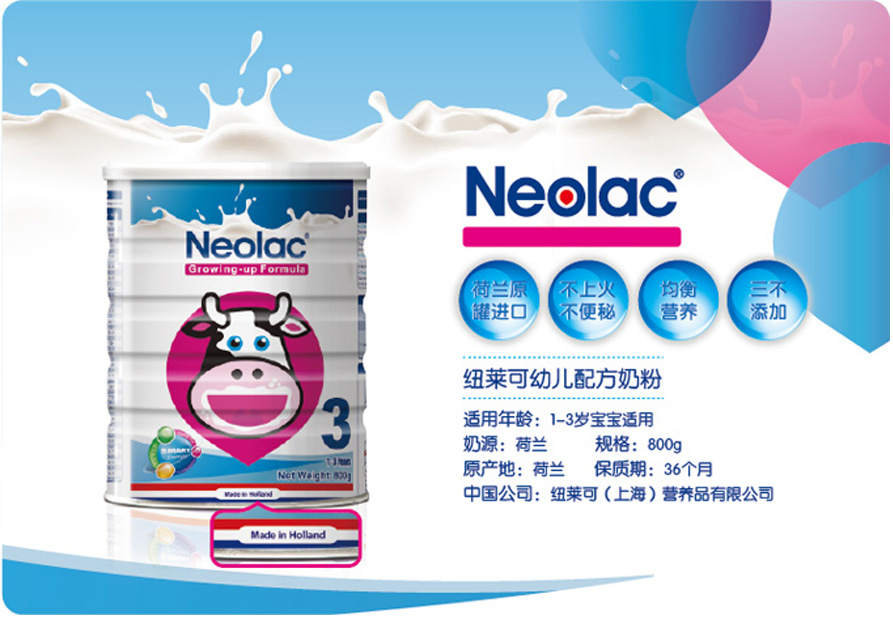 Neolac®
Growing-up Formula
SMART
3
1-3 Years
Net Weight 800g
Made in Holland
Made in Holland
Neolac®
荷兰原
罐进口
不上火
不便秘
均衡
营养
三不
添加
纽莱可幼儿配方奶粉
适用年龄：1-3岁宝宝适用
奶源：荷兰 规格：800g
原产地：荷兰 保质期：36个月
中国公司：纽莱可（上海）营养品有限公司